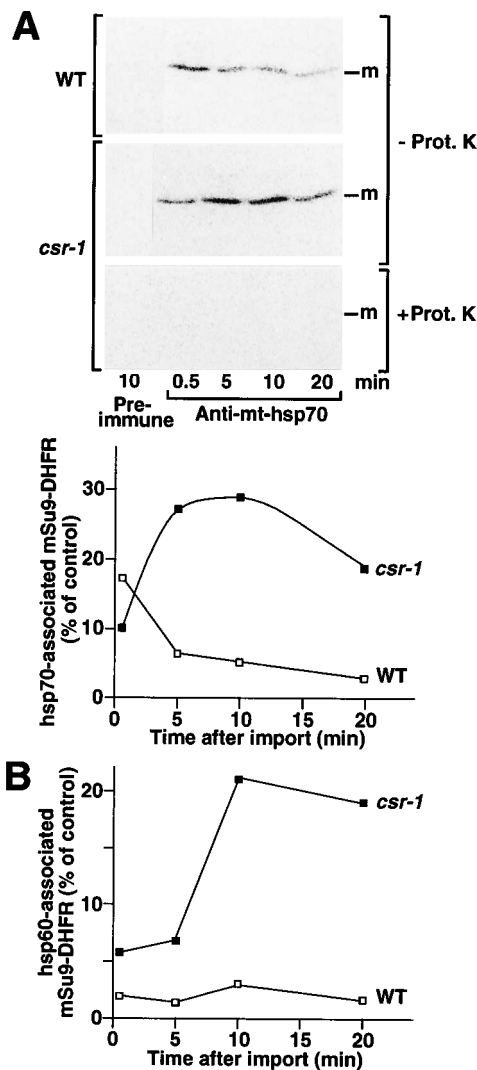 A
WT
m
- Prot. K
csr-1
m
m
+Prot. K
10 0.5 5 10 20 min
Pre-
immune
Anti-mt-hsp70
hsp70-associated mSu9-DHFR
(% of control)
30
20
10
0
csr-1
WT
0 5 10 15 20
Time after import (min)
B
hsp60-associated
mSu9-DHFR (% of control)
20
10
0
csr-1
WT
0 5 10 15 20
Time after import (min)